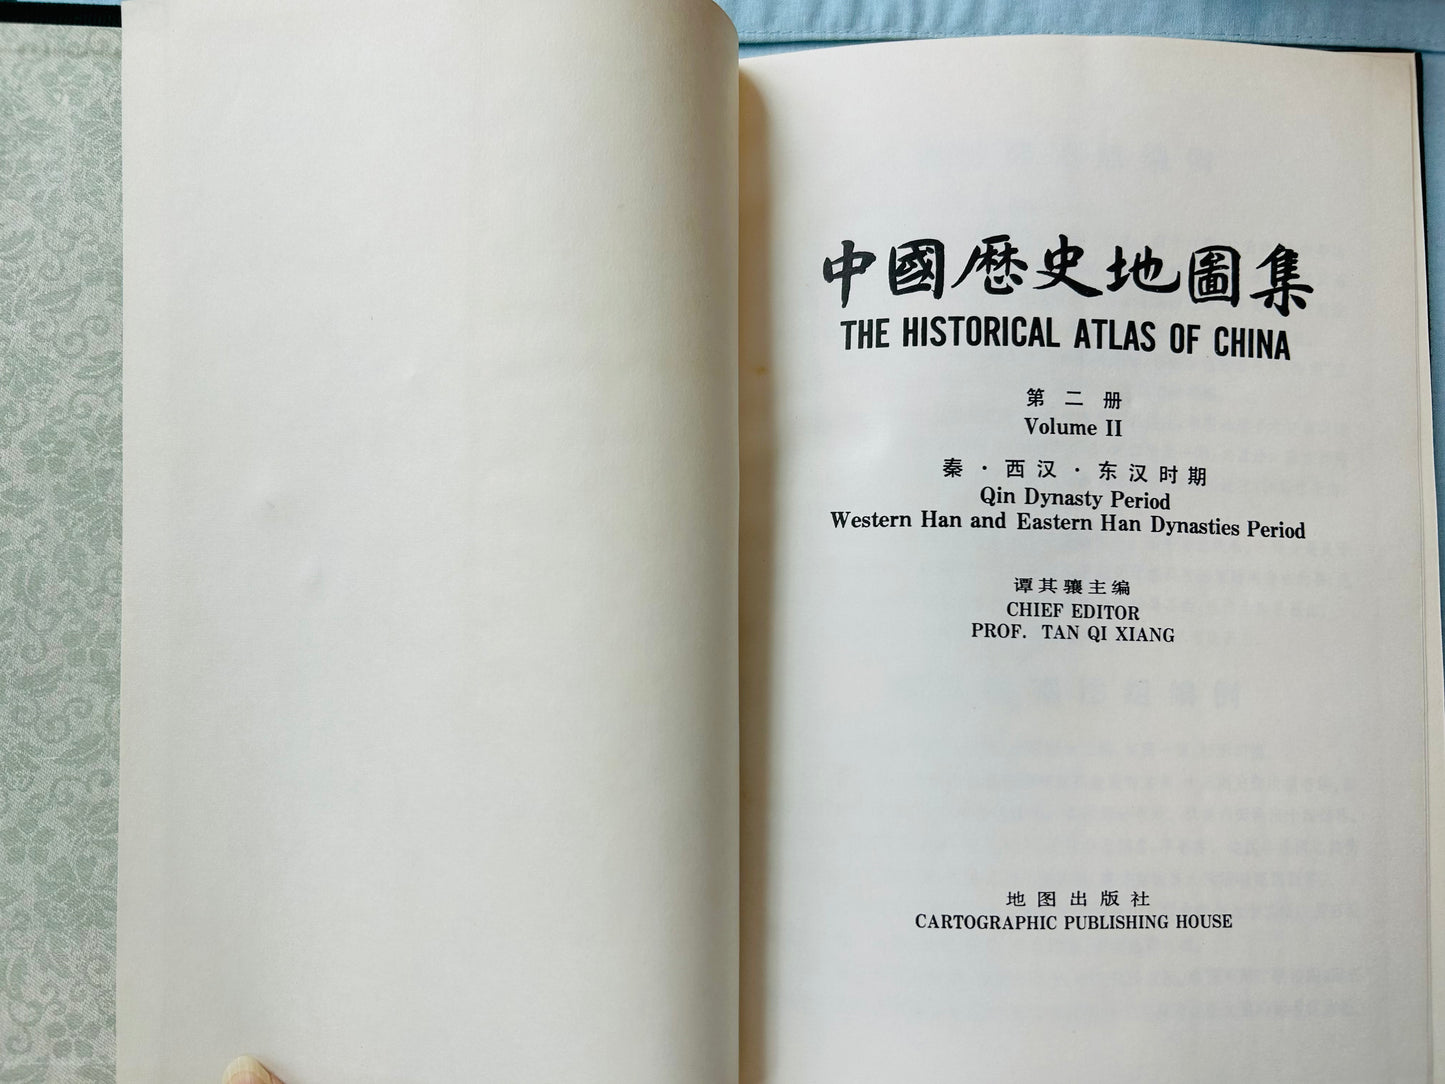 中國歷史地圖集
THE HISTORICAL ATLAS OF CHINA
第二册
Volume II
秦·西汉·东汉时期
Qin Dynasty Period
Western Han and Eastern Han Dynasties Period
谭其骧主编
CHIEF EDITOR
PROF. TAN QI XIANG
地图出版社
CARTOGRAPHIC PUBLISHING HOUSE